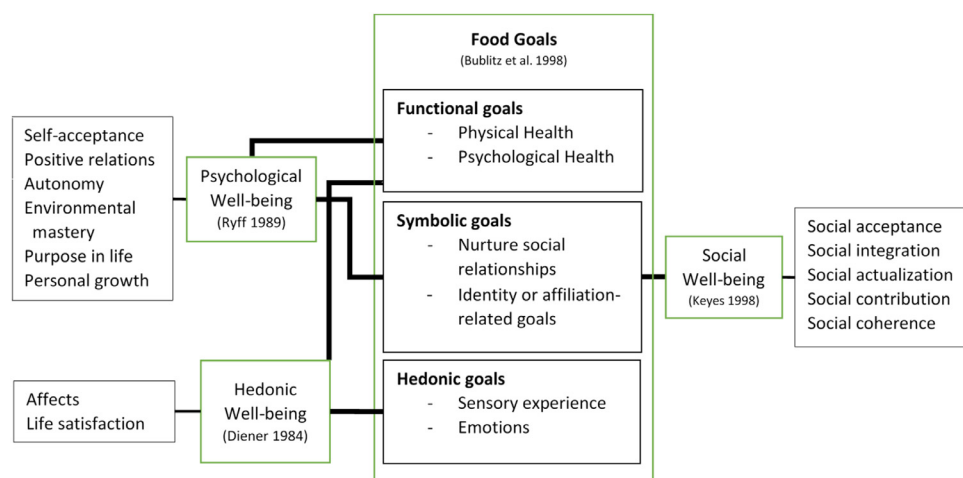 Food Goals
(Bublitz et al. 1998)
Self-acceptance
Positive relations
Autonomy
Environmental
mastery
Purpose in life
Personal growth
Psychological
Well-being
(Ryff 1989)
Functional goals
- Physical Health
- Psychological Health
Symbolic goals
- Nurture social
relationships
- Identity or affiliation-
related goals
Social
Well-being
(Keyes 1998)
Social acceptance
Social integration
Social actualization
Social contribution
Social coherence
Affects
Life satisfaction
Hedonic
Well-being
(Diener 1984)
Hedonic goals
- Sensory experience
- Emotions